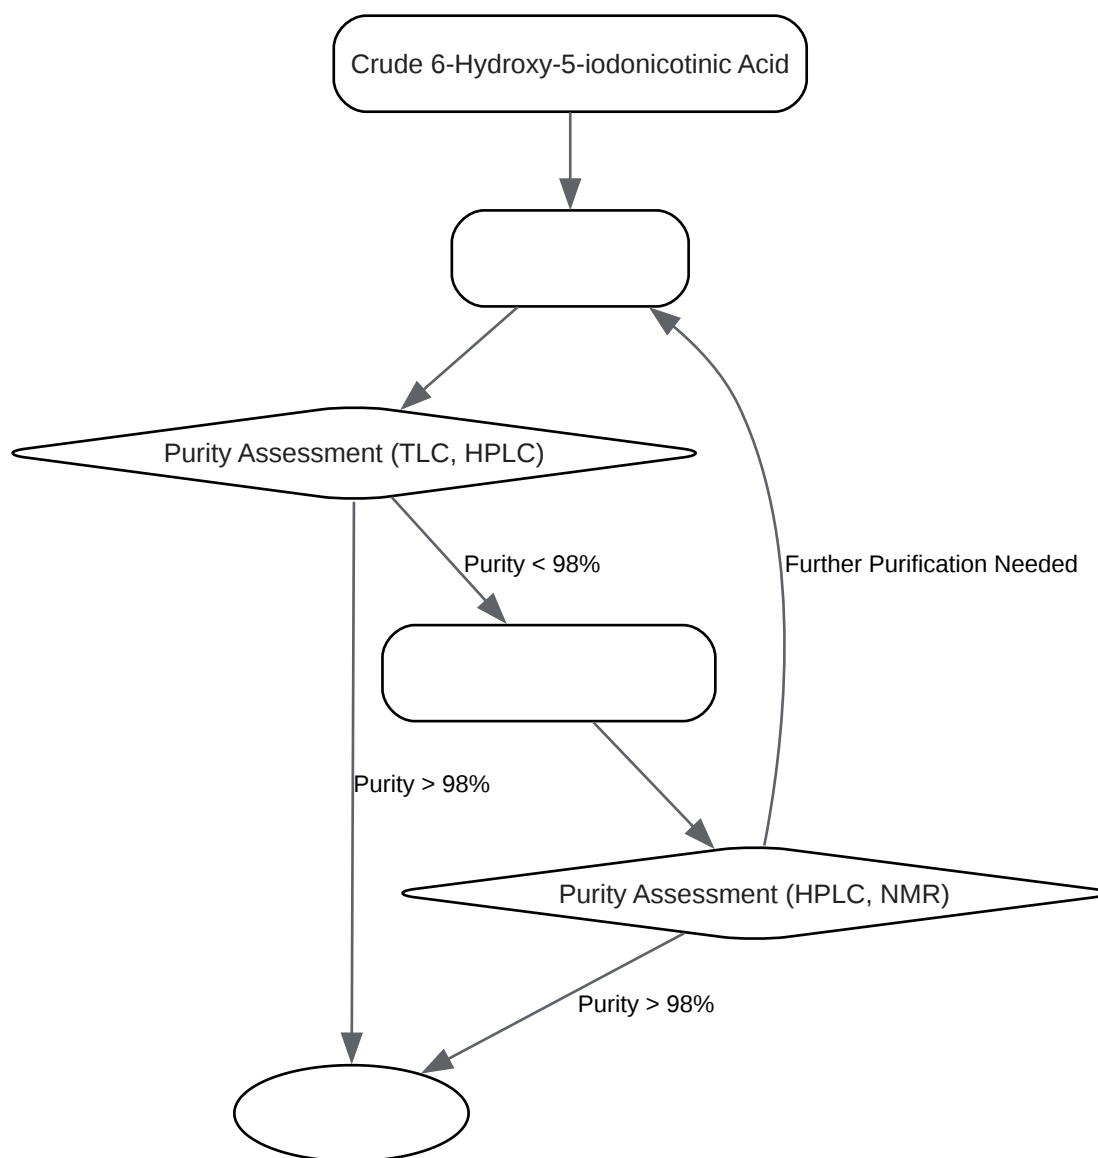 Crude 6-Hydroxy-5-iodonicotinic Acid
Purity Assessment (TLC, HPLC)
Purity < 98%
Further Purification Needed
Purity > 98%
Purity Assessment (HPLC, NMR)
Purity > 98%